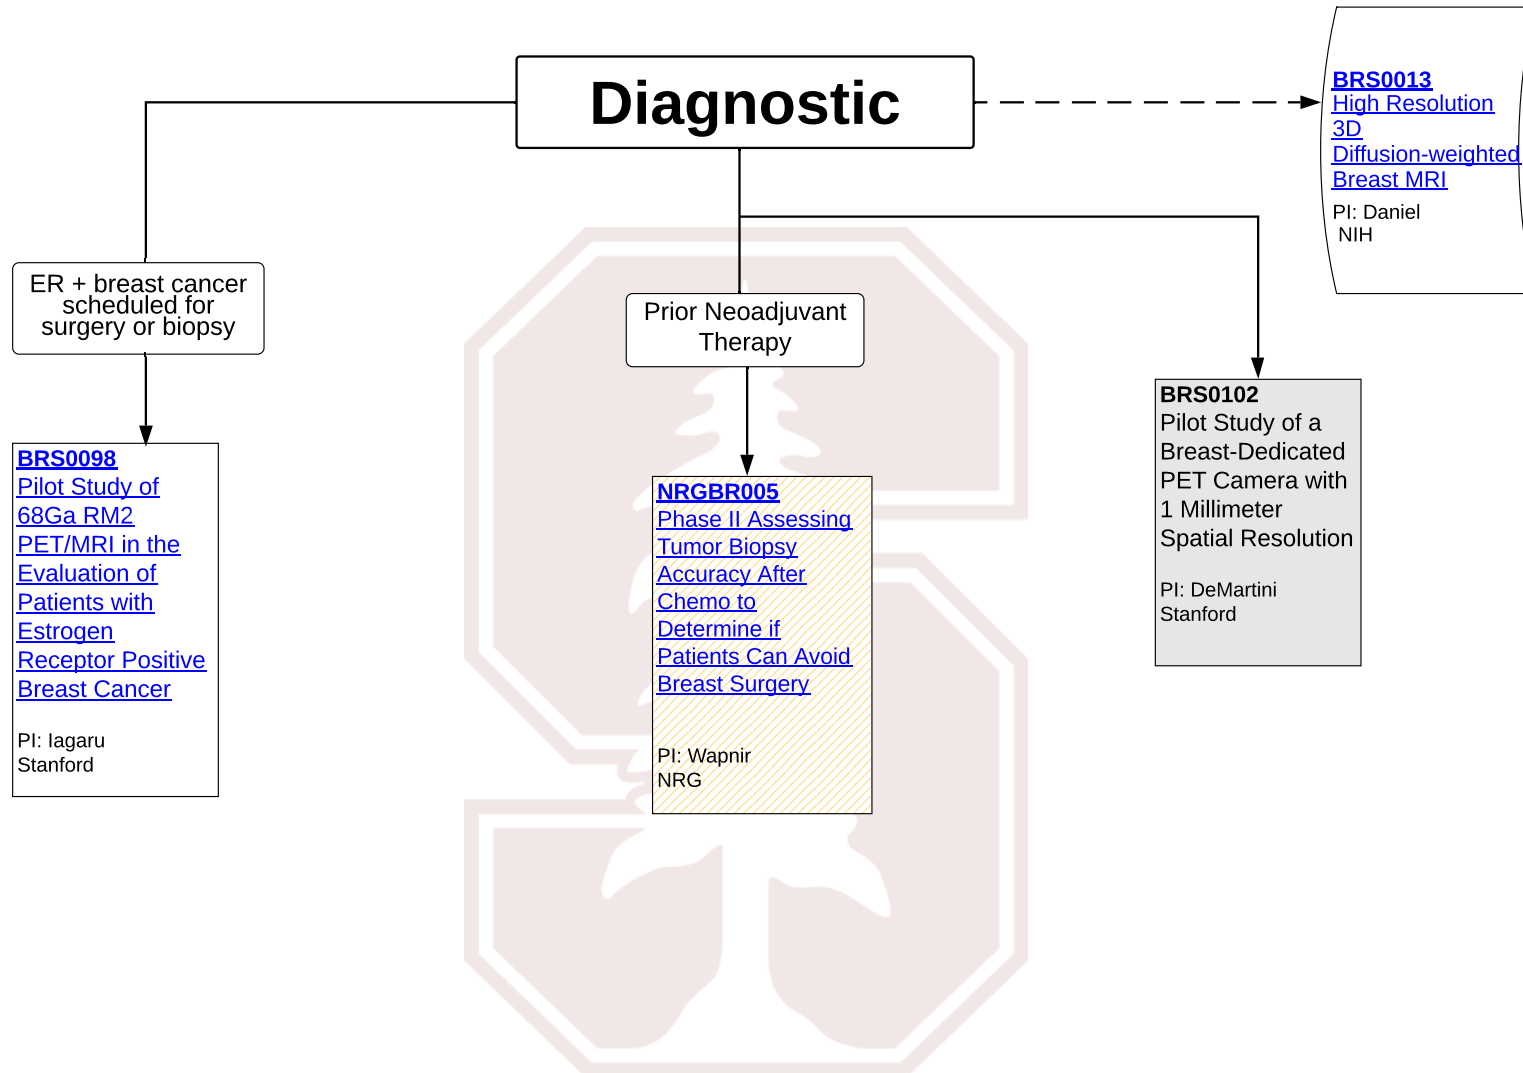 Diagnostic
BRS0013
High Resolution
3D
Diffusion-weighted
Breast MRI
PI: Daniel
NIH
ER + breast cancer
scheduled for
surgery or biopsy
Prior Neoadjuvant
Therapy
BRS0098
Pilot Study of
68Ga RM2
PET/MRI in the
Evaluation of
Patients with
Estrogen
Receptor Positive
Breast Cancer
PI: Iagaru
Stanford
NRGBR005
Phase II Assessing
Tumor Biopsy
Accuracy After
Chemo to
Determine if
Patients Can Avoid
Breast Surgery
PI: Wapnir
NRG
BRS0102
Pilot Study of a
Breast-Dedicated
PET Camera with
1 Millimeter
Spatial Resolution
PI: DeMartini
Stanford